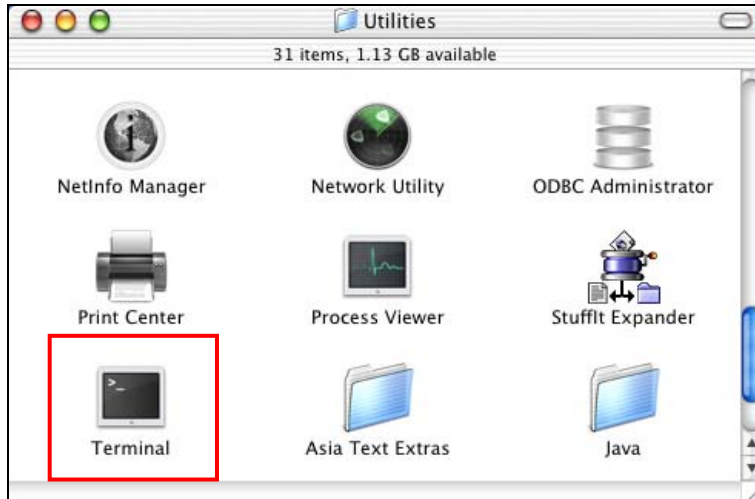 Utilities
31 items, 1.13 GB available
NetInfo Manager
Network Utility
ODBC Administrator
Print Center
Process Viewer
StuffIt Expander
>_
Terminal
Asia Text Extras
Java